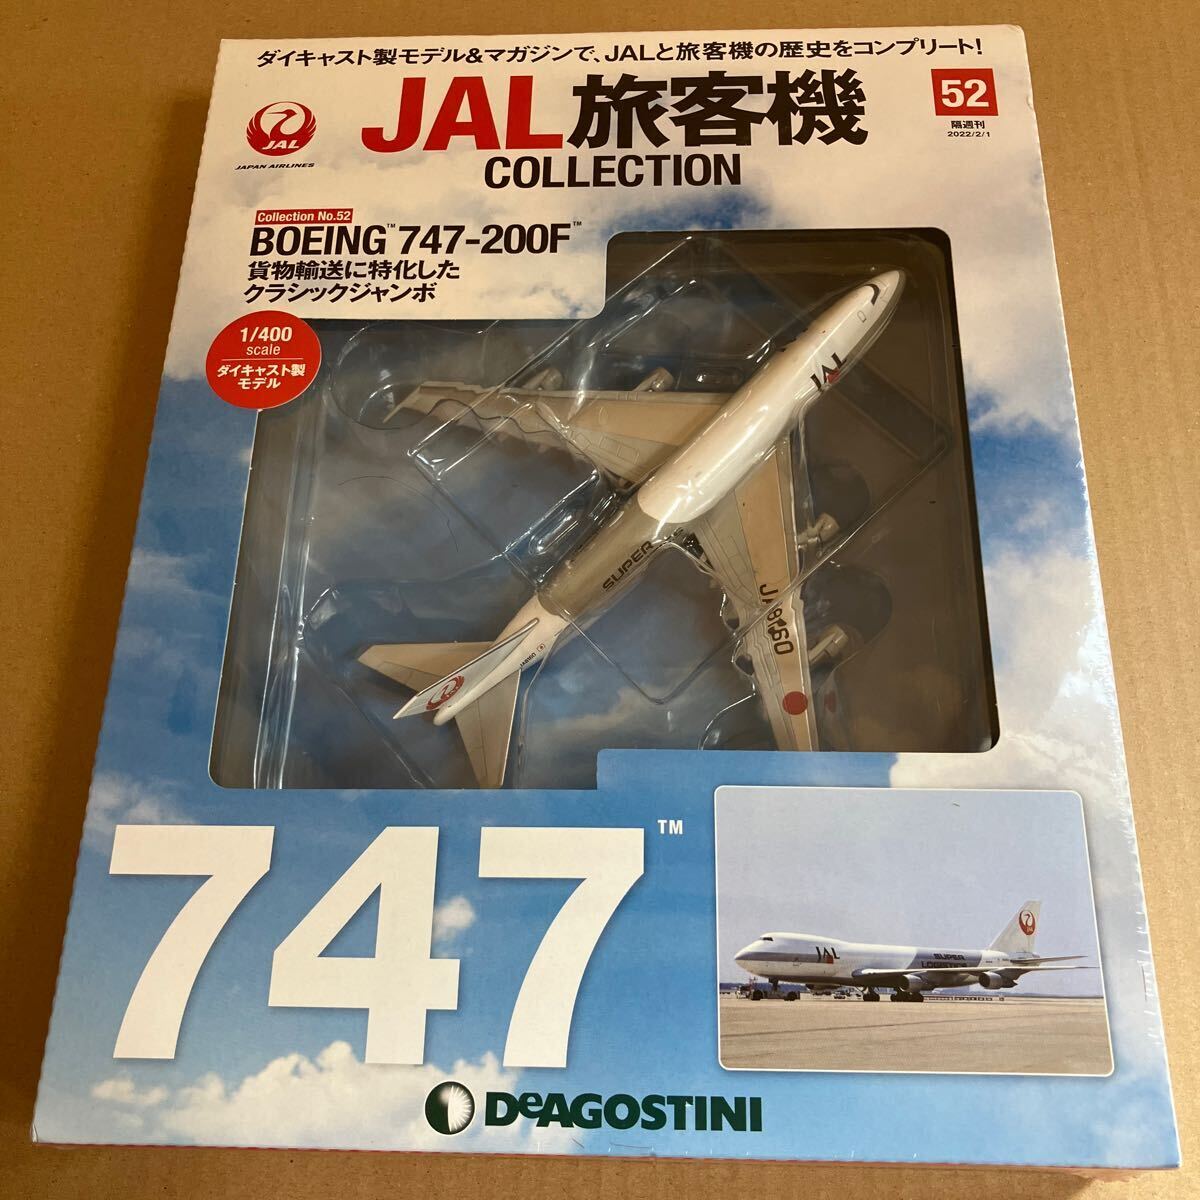 ダイキャスト製モデル&マガジンで、JALと旅客機の歴史をコンプリート!
JAL
JAPAN AIRLINES
JAL旅客機
COLLECTION
52
隔週刊
2022/2/1
Collection No.52
BOEING™ 747-200F™
貨物輸送に特化した
クラシックジャンボ
1/400
scale
ダイキャスト製
モデル
JAL
SUPER
JA8160
JA8160
747™
JAL
SUPER
JAL
DeAGOSTINI